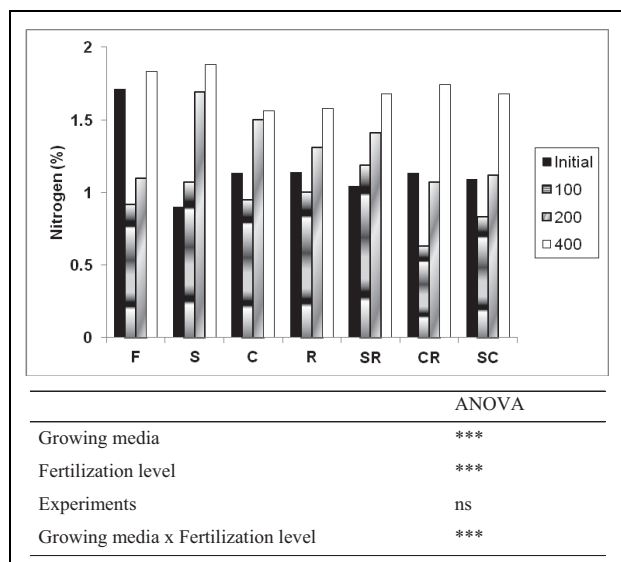 2
1.5
1
0.5
0
Nitrogen (%)
F S C R SR CR SC
Initial
100
200
400
ANOVA
Growing media ***
Fertilization level ***
Experiments ns
Growing media x Fertilization level ***